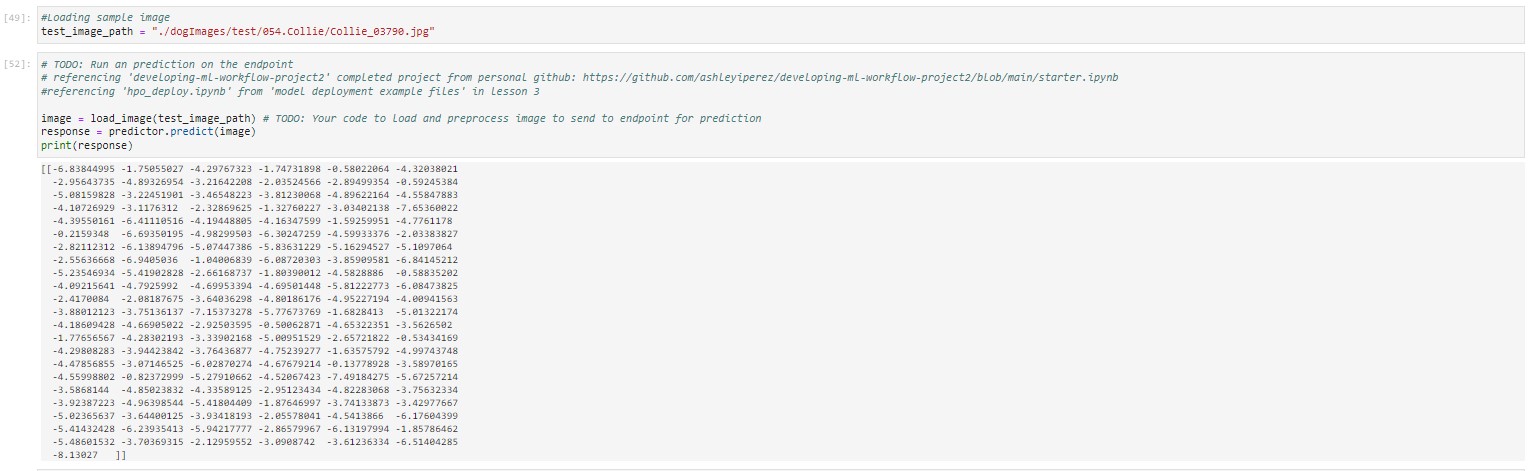 [49]: #Loading sample image
test_image_path = "./dogImages/test/054.Collie/Collie_03790.jpg"
[52]: # TODO: Run an prediction on the endpoint
# referencing 'developing-ml-workflow-project2' completed project from personal github: https://github.com/ashleyiperez/developing-ml-workflow-project2/blob/main/starter.ipynb
#referencing 'hpo_deploy.ipynb' from 'model deployment example files' in Lesson 3
image = load_image(test_image_path) # TODO: Your code to load and preprocess image to send to endpoint for prediction
response = predictor.predict(image)
print(response)
[[-6.83844995 -1.75055027 -4.29767323 -1.74731898 -0.58022064 -4.32038021
-2.95643735 -4.89326954 -3.21642208 -2.03524566 -2.89499354 -0.59245384
-5.08159828 -3.22451901 -3.46548223 -3.81230068 -4.89622164 -4.55847883
-4.10726929 -3.1176312 -2.32869625 -1.32760227 -3.03402138 -7.65360022
-4.39550161 -6.41110516 -4.19448805 -4.16347599 -1.59259951 -4.7761178
-0.2159348 -6.69350195 -4.98299503 -6.30247259 -4.59933376 -2.03383827
-2.82112312 -6.13894796 -5.07447386 -5.83631229 -5.16294527 -5.1097064
-2.55636668 -6.9405036 -1.04006839 -6.08720303 -3.85909581 -6.84145212
-5.23546934 -5.41902828 -2.66168737 -1.80390012 -4.5828886 -0.58835202
-4.09215641 -4.7925992 -4.69953394 -4.69501448 -5.81222773 -6.08473825
-2.4170084 -2.08187675 -3.64036298 -4.80186176 -4.95227194 -4.00941563
-3.88012123 -3.75136137 -7.15373278 -5.77673769 -1.6828413 -5.01322174
-4.18609428 -4.66905022 -2.92503595 -0.50062871 -4.65322351 -3.5626502
-1.77656567 -4.28302193 -3.33902168 -5.00951529 -2.65721822 -0.53434169
-4.29808283 -3.94423842 -3.76436877 -4.75239277 -1.63575792 -4.99743748
-4.47856855 -3.07146525 -6.02870274 -4.67679214 -0.13778928 -3.58970165
-4.55998802 -0.82372999 -5.27910662 -4.52067423 -7.49184275 -5.67257214
-3.5868144 -4.85023832 -4.33589125 -2.95123434 -4.82283068 -3.75632334
-3.92387223 -4.96398544 -5.41804409 -1.87646997 -3.74133873 -3.42977667
-5.02365637 -3.64400125 -3.93418193 -2.05578041 -4.5413866 -6.17604399
-5.41432428 -6.23935413 -5.94217777 -2.86579967 -6.13197994 -1.85786462
-5.48601532 -3.70369315 -2.12959552 -3.0908742 -3.61236334 -6.51404285
-8.13027 ]]